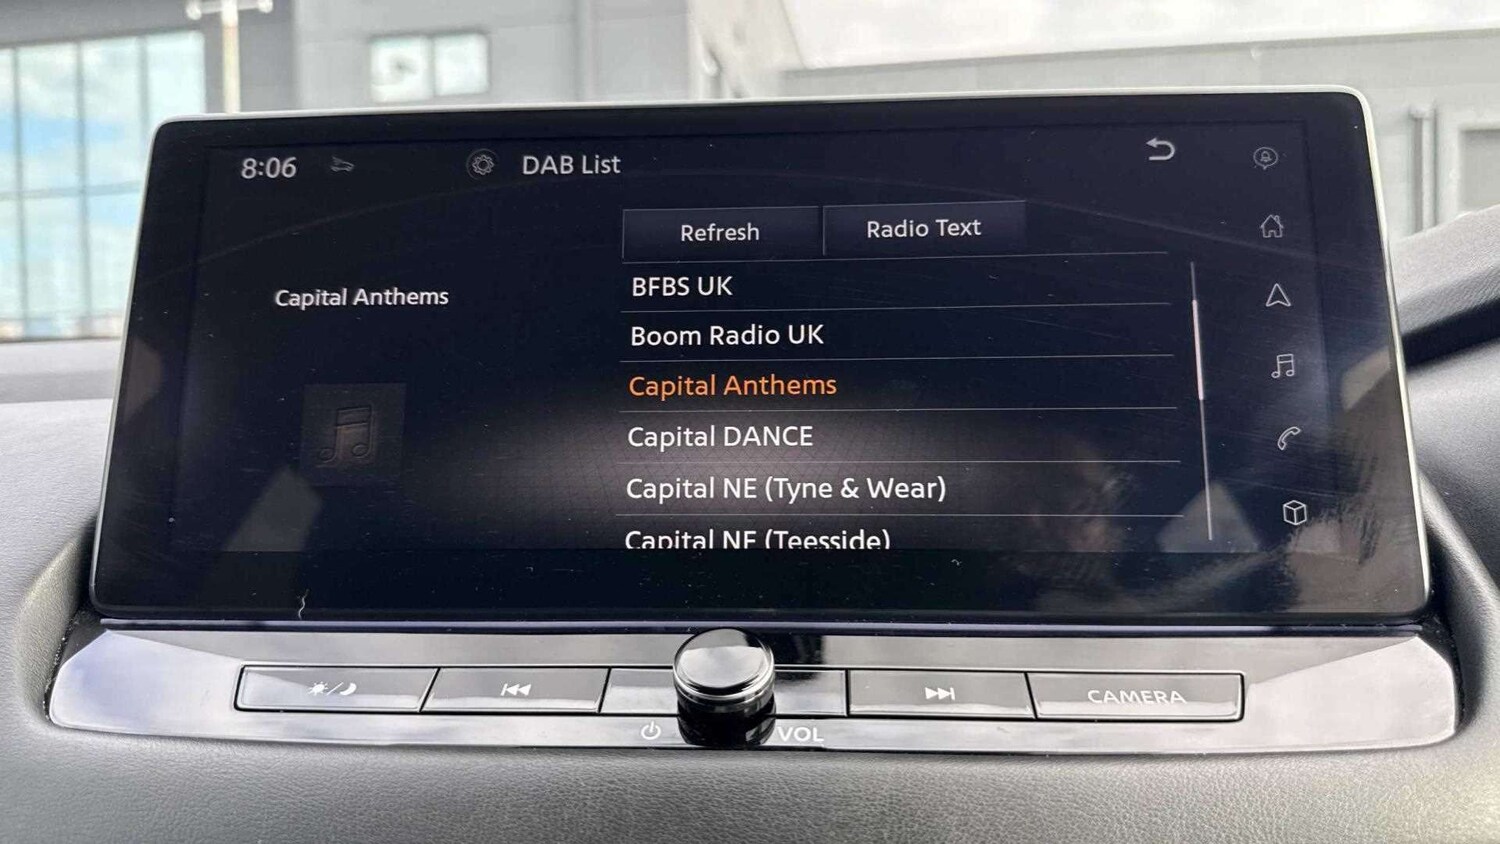 8:06
DAB List
Refresh
Radio Text
Capital Anthems
BFBS UK
Boom Radio UK
Capital Anthems
Capital DANCE
Capital NE (Tyne & Wear)
Capital NE (Teesside)
VOL
CAMERA